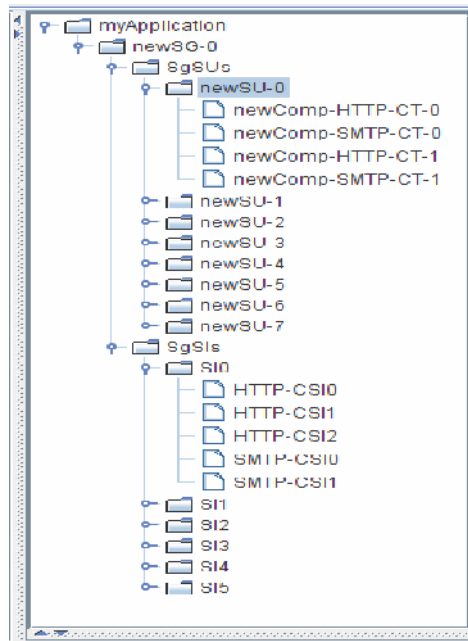 myApplication
newSG-0
SgSUs
newSU-0
newComp-HTTP-CT-0
newComp-SMTP-CT-0
newComp-HTTP-CT-1
newComp-SMTP-CT-1
newSU-1
newSU-2
newSU-3
newSU-4
newSU-5
newSU-6
newSU-7
SgSIs
SI0
HTTP-CSI0
HTTP-CSI1
HTTP-CSI2
SMTP-CSI0
SMTP-CSI1
SI1
SI2
SI3
SI4
SI5